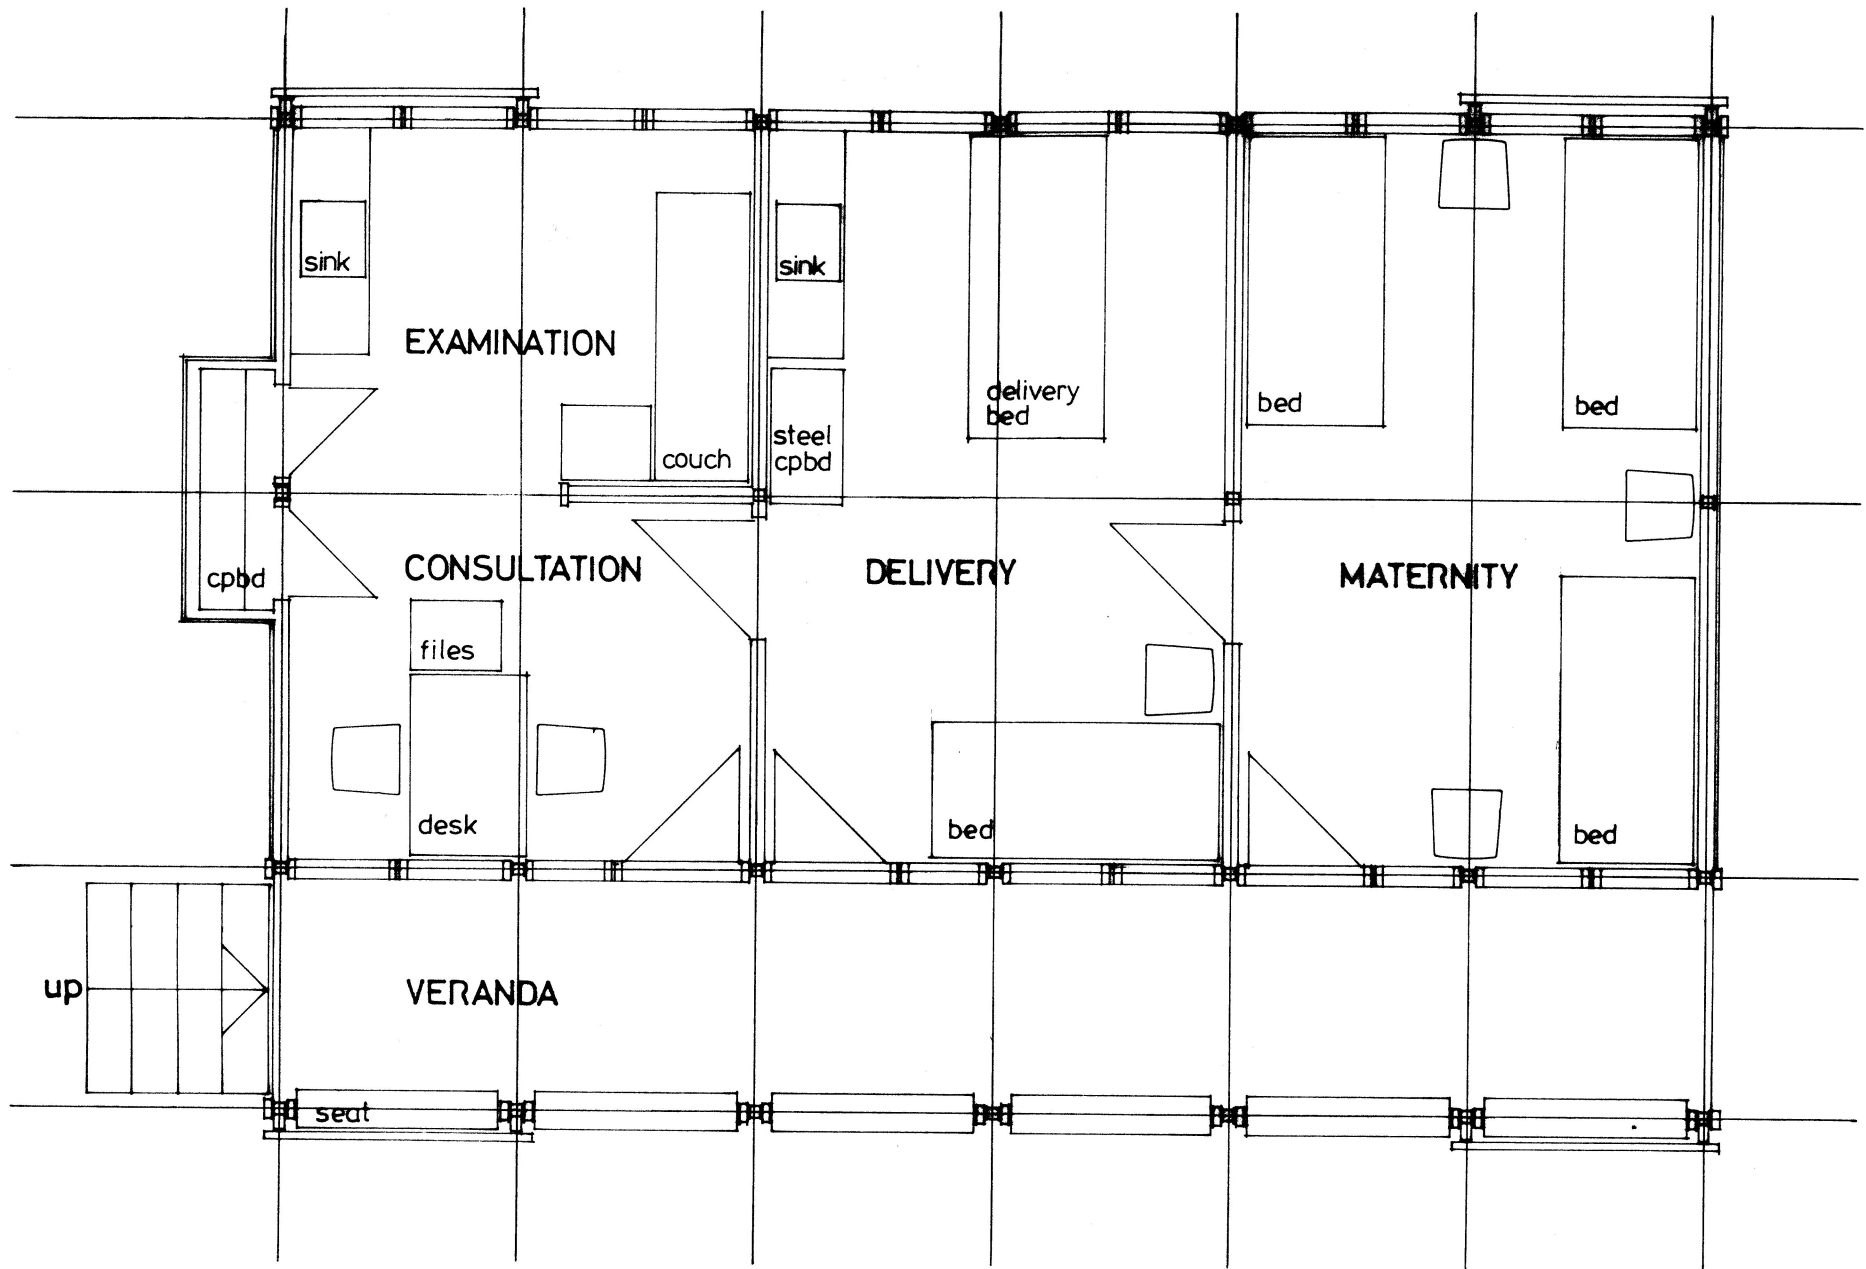 sink
sink
EXAMINATION
delivery
bed
bed
bed
couch
steel
cpbd
cpbd
CONSULTATION
DELIVERY
MATERNITY
files
desk
bed
bed
up
VERANDA
seat